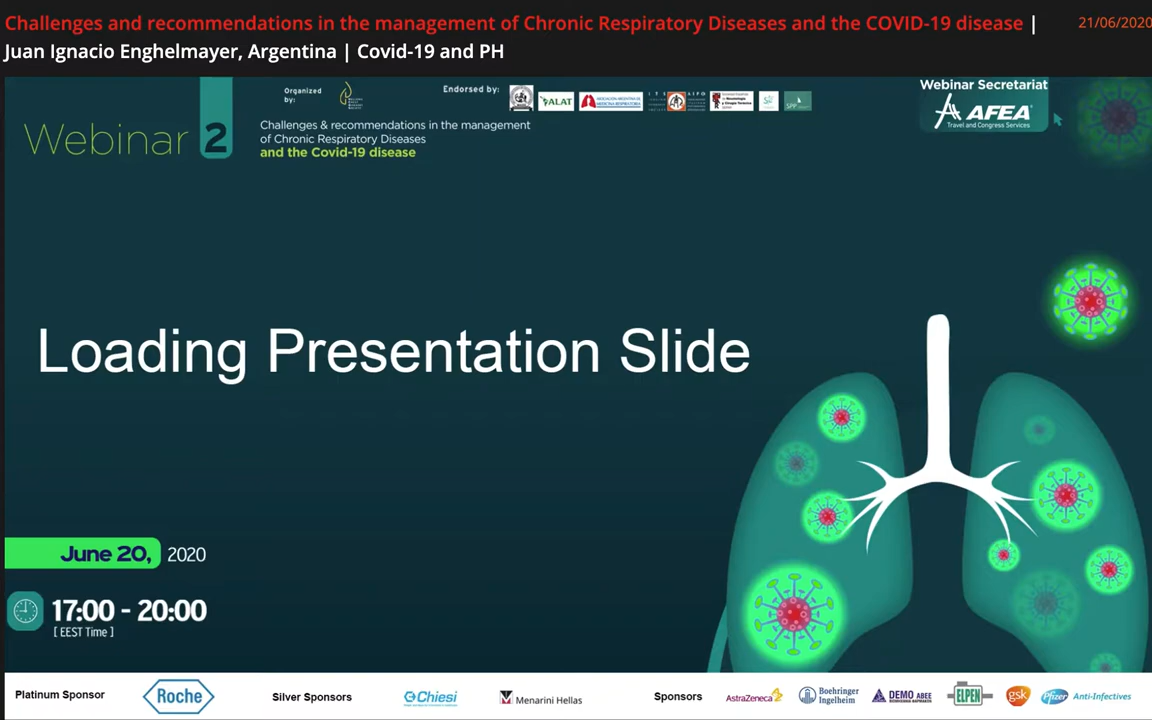 Challenges and recommendations in the management of Chronic Respiratory Diseases and the COVID-19 disease |
21/06/2020
Juan Ignacio Enghelmayer, Argentina | Covid-19 and PH
Webinar 2
Organized
by:
Endorsed by:
ALAT
Challenges & recommendations in the management
of Chronic Respiratory Diseases
and the Covid-19 disease
Webinar Secretariat
AFEA
Travel and Congress Services
Loading Presentation Slide
June 20, 2020
17:00 - 20:00
[ EEST Time ]
Platinum Sponsor
Roche
Silver Sponsors
Chiesi
Menarini Hellas
Sponsors
AstraZeneca
Boehringer
Ingelheim
DEMO ABEE
ELPEN
gsk
Pfizer Anti-Infectives